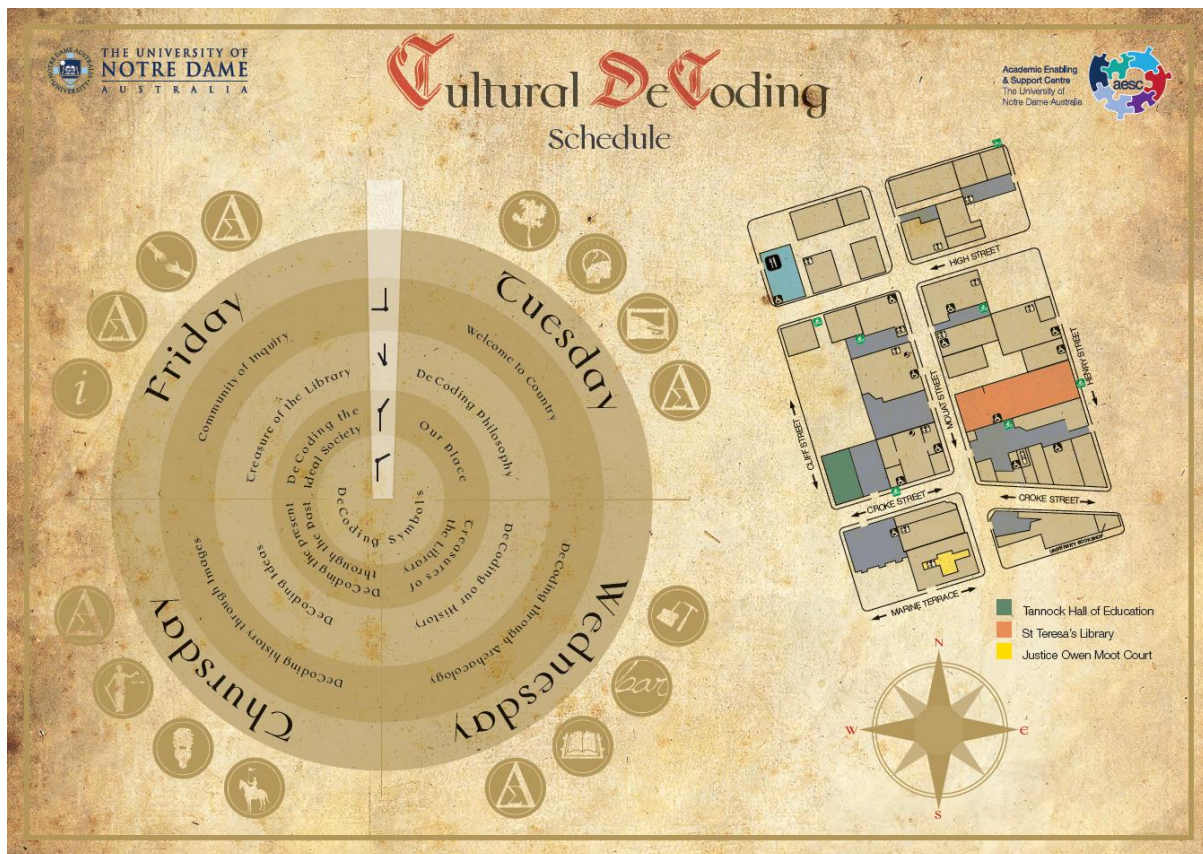 THE UNIVERSITY OF
NOTRE DAME
AUSTRALIA
Cultural DeCoding
Schedule
Academic Enabling
& Support Centre
The University of
Notre Dame Australia
aesc
Friday
Community of Inquiry
Treasure of the Library
DeCoding the
Ideal Society
Tuesday
Welcome to Country
DeCoding Philosophy
Our Place
DeCoding Symbols
Wednesday
DeCoding through Archaeology
DeCoding our History
Treasures of
the Library
Thursday
DeCoding history through Images
DeCoding Ideas
DeCoding the Present
through the Past
i
bar
HIGH STREET
HENRY STREET
MOUAT STREET
CLIFF STREET
CROKE STREET
CROKE STREET
UNIVERSITY BOOKSHOP
MARINE TERRACE
Tannock Hall of Education
St Teresa's Library
Justice Owen Moot Court
N
W
E
S